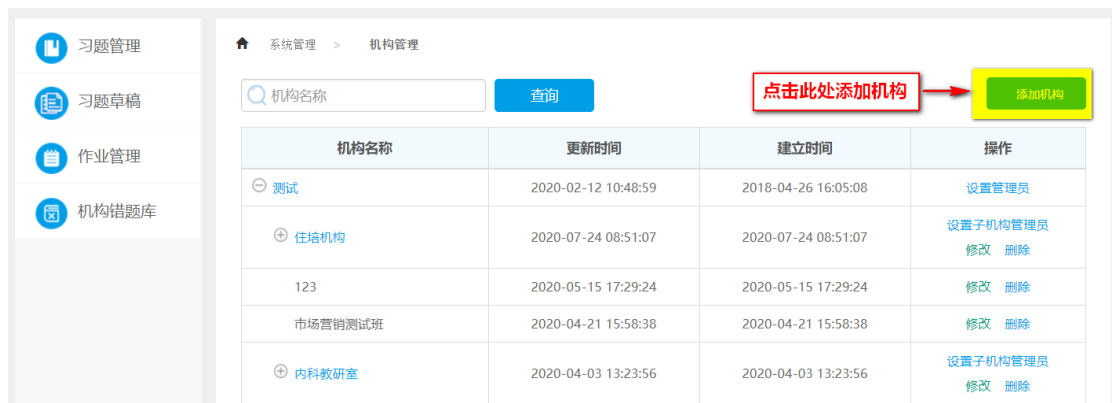 习题管理
习题草稿
作业管理
机构错题库
系统管理 > 机构管理
机构名称 查询 点击此处添加机构 添加机构
机构名称 更新时间 建立时间 操作
测试 2020-02-12 10:48:59 2018-04-26 16:05:08 设置管理员
住培机构 2020-07-24 08:51:07 2020-07-24 08:51:07 设置子机构管理员
修改 删除
123 2020-05-15 17:29:24 2020-05-15 17:29:24 修改 删除
市场营销测试班 2020-04-21 15:58:38 2020-04-21 15:58:38 修改 删除
内科教研室 2020-04-03 13:23:56 2020-04-03 13:23:56 设置子机构管理员
修改 删除